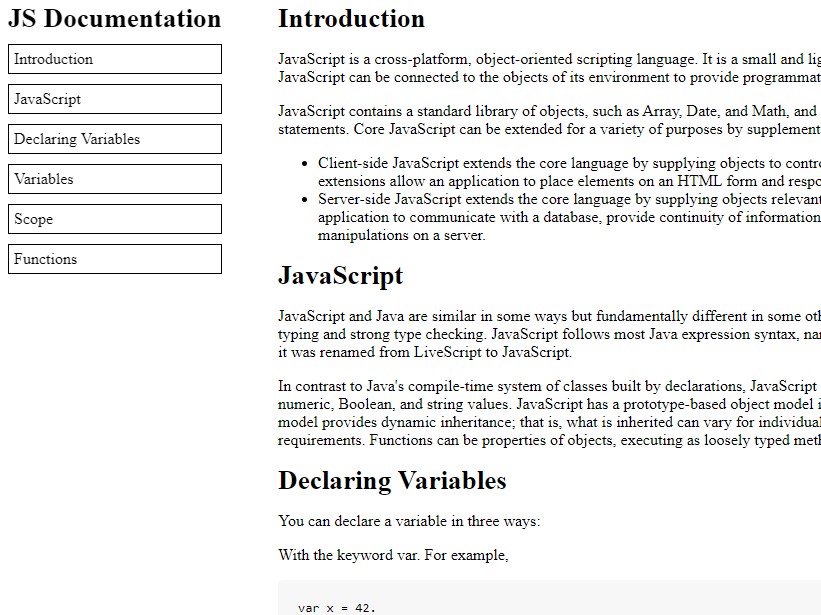 JS Documentation
Introduction
JavaScript
Declaring Variables
Variables
Scope
Functions
Introduction
JavaScript is a cross-platform, object-oriented scripting language. It is a small and
JavaScript can be connected to the objects of its environment to provide
JavaScript contains a standard library of objects, such as Array, Date, and Math, and
statements. Core JavaScript can be extended for a variety of purposes by
• Client-side JavaScript extends the core language by supplying objects to
extensions allow an application to place elements on an HTML form and
• Server-side JavaScript extends the core language by supplying objects relevant
application to communicate with a database, provide continuity of information
manipulations on a server.
JavaScript
JavaScript and Java are similar in some ways but fundamentally different in some
typing and strong type checking. JavaScript follows most Java expression syntax,
it was renamed from LiveScript to JavaScript.
In contrast to Java's compile-time system of classes built by declarations, JavaScript
numeric, Boolean, and string values. JavaScript has a prototype-based object model
model provides dynamic inheritance; that is, what is inherited can vary for individual
requirements. Functions can be properties of objects, executing as loosely typed
Declaring Variables
You can declare a variable in three ways:
With the keyword var. For example,
var x = 42.